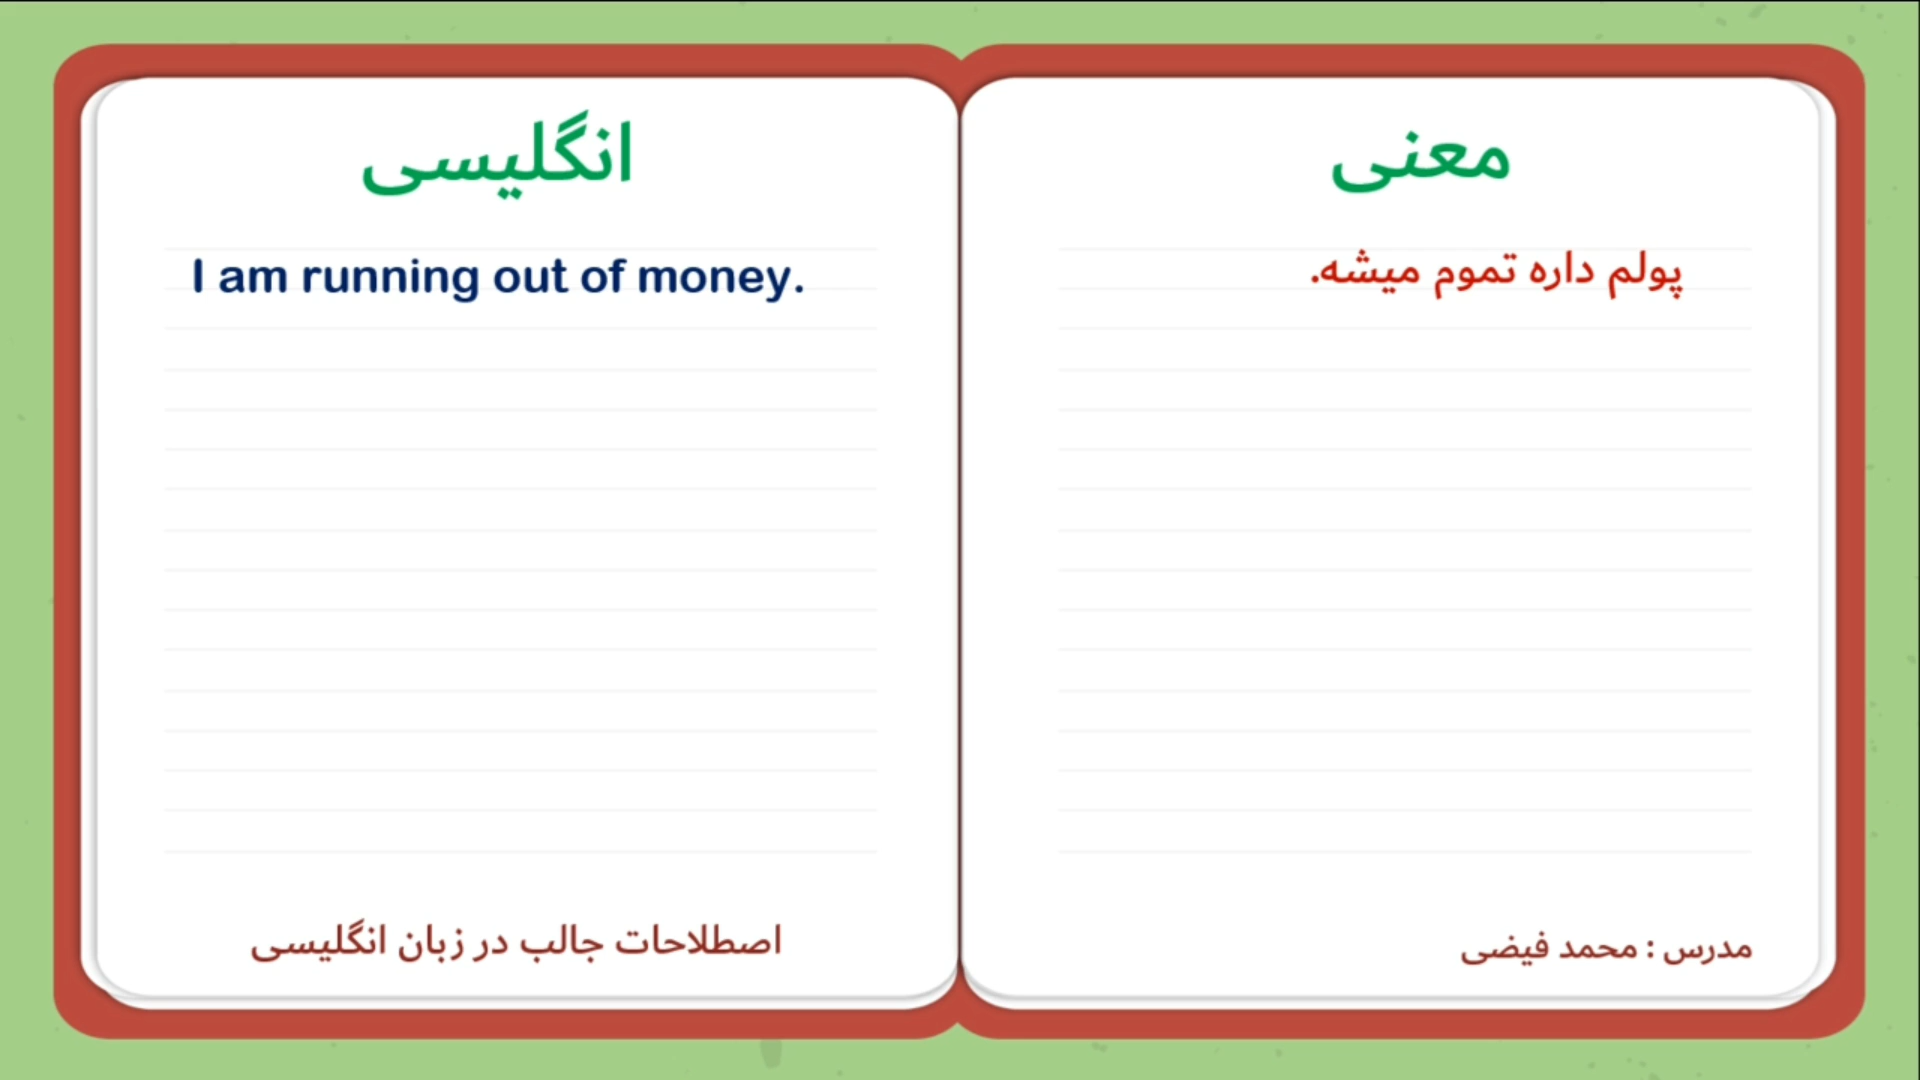 انگلیسی
I am running out of money.
اصطلاحات جالب در زبان انگلیسی
معنی
پولم داره تموم میشه.
مدرس : محمد فیضی